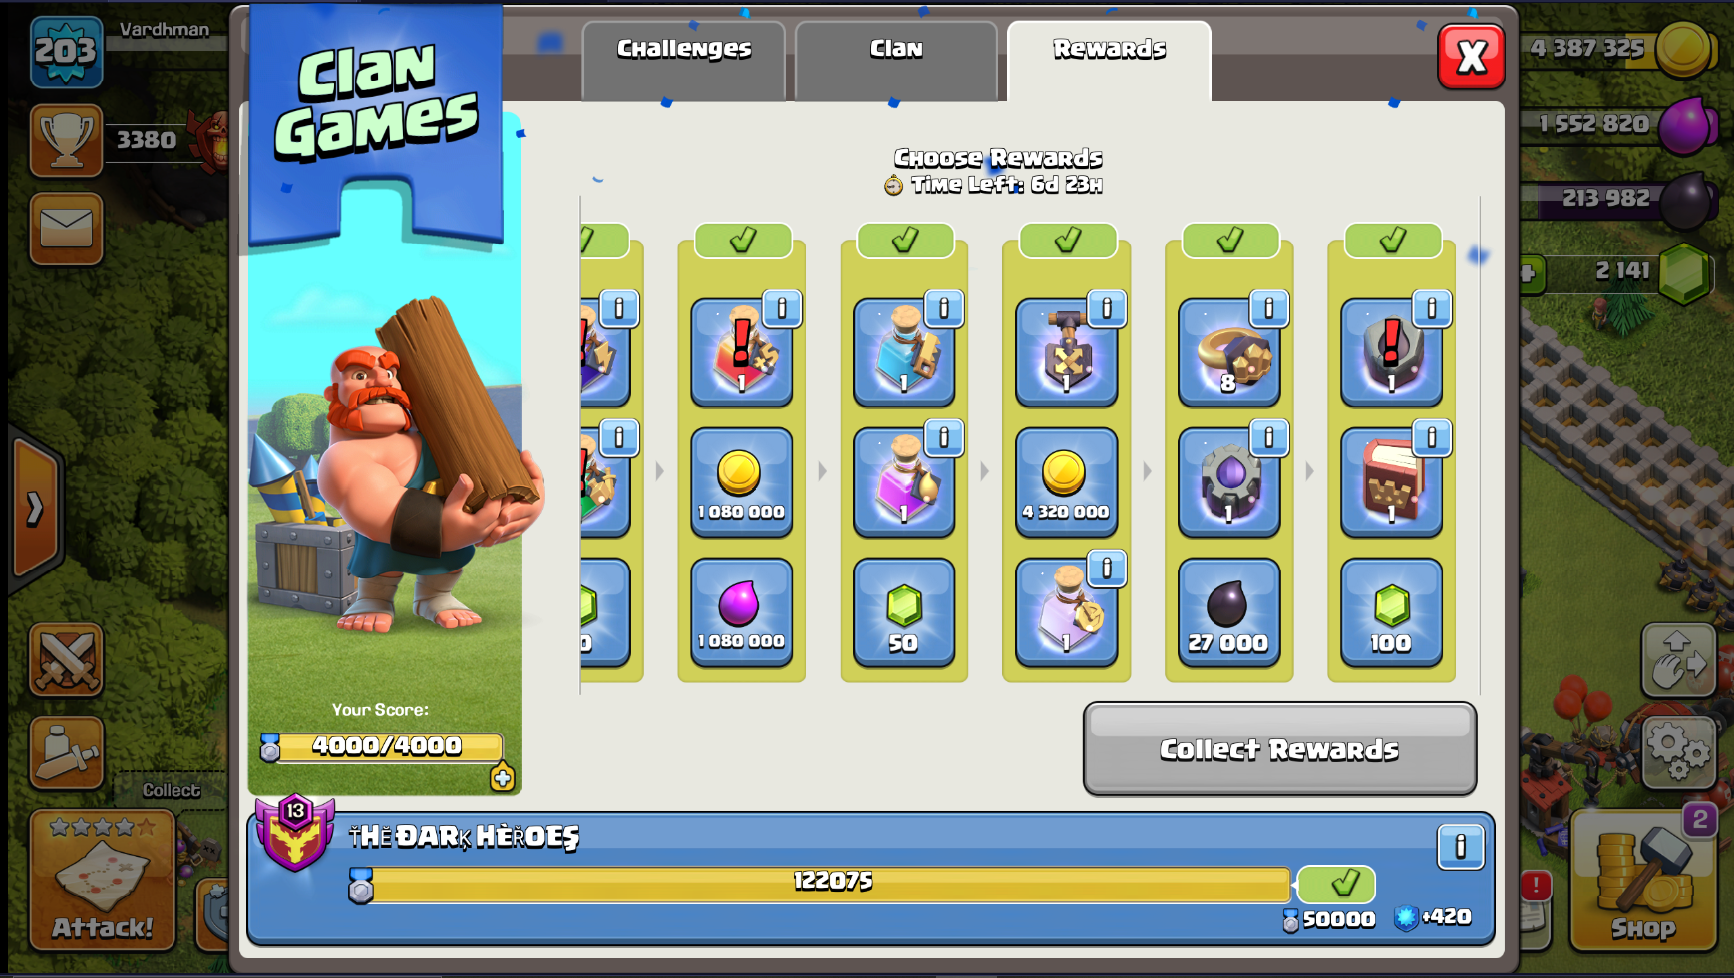 203
Vardhman
3380
Clan
Games
Challenges
Clan
Rewards
X
4 387 325
1 552 820
213 982
2 141
Choose Rewards
Time Left: 6d 23h
1
1
1
8
1
1 080 000
1
4 320 000
1
1
1 080 000
50
1
27 000
100
Your Score:
4000/4000
Collect Rewards
Collect
Attack!
13
ŤHĔ ĐARĶ HÈŘOEŞ
122075
50000
+420
2
Shop